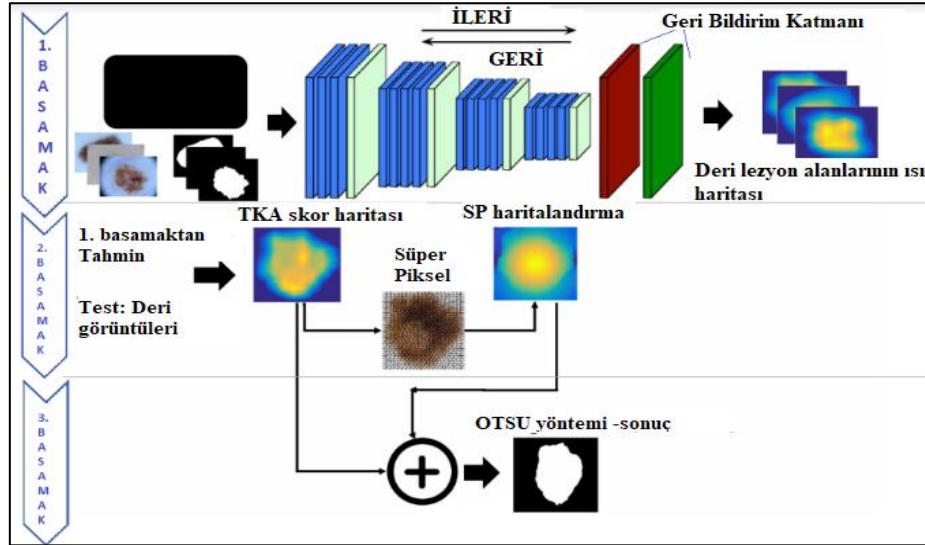 1.
B
A
S
A
M
A
K
İLERİ
GERİ
Geri Bildirim Katmanı
Deri lezyon alanlarının ısı
haritası
2.
B
A
S
A
M
A
K
1. basamaktan
Tahmin
Test: Deri
görüntüleri
TKA skor haritası
Süper
Piksel
SP haritalandırma
3.
B
A
S
A
M
A
K
OTSU yöntemi -sonuç